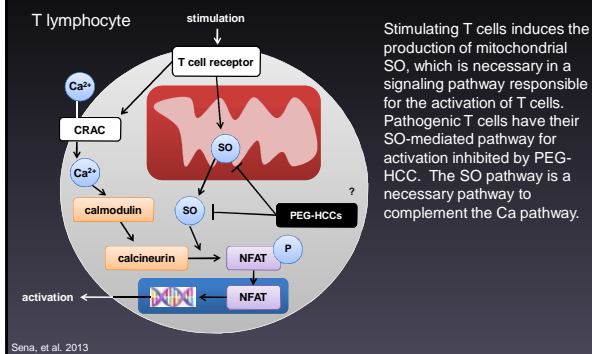 T lymphocyte
stimulation
T cell receptor
Ca²⁺
CRAC
Ca²⁺
SO
calmodulin
SO
?
PEG-HCCs
calcineurin
NFAT
P
activation
NFAT
Stimulating T cells induces the
production of mitochondrial
SO, which is necessary in a
signaling pathway responsible
for the activation of T cells.
Pathogenic T cells have their
SO-mediated pathway for
activation inhibited by PEG-
HCC. The SO pathway is a
necessary pathway to
complement the Ca pathway.
Sena, et al. 2013